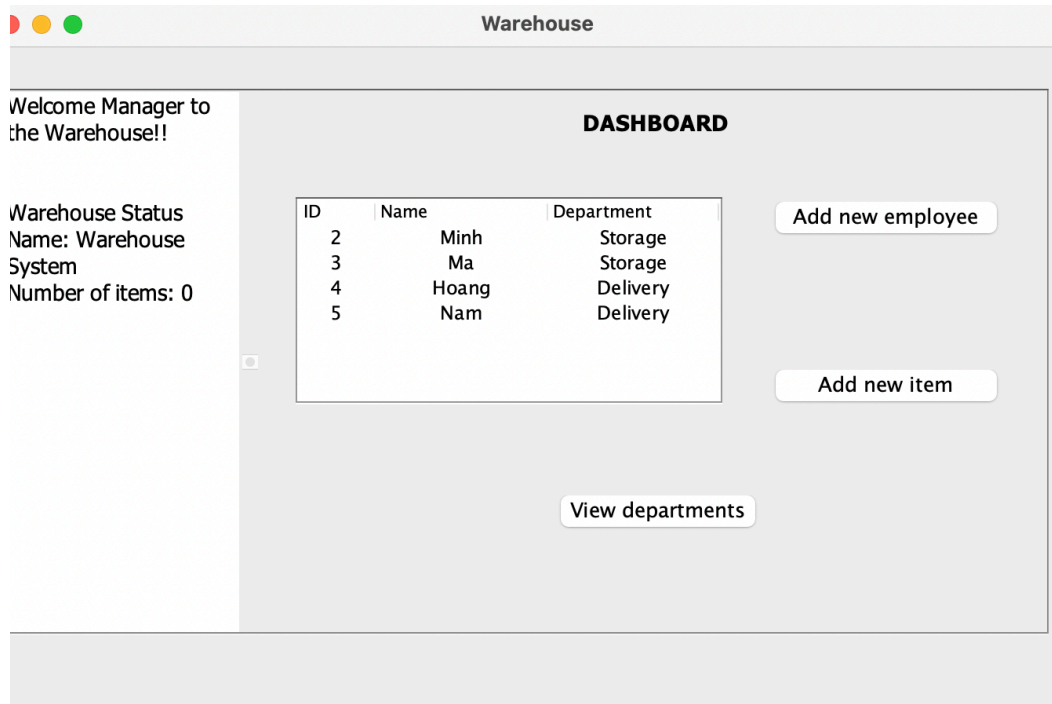 Warehouse
Welcome Manager to
the Warehouse!!
Warehouse Status
Name: Warehouse
System
Number of items: 0
DASHBOARD
ID Name Department
2 Minh Storage
3 Ma Storage
4 Hoang Delivery
5 Nam Delivery
Add new employee
Add new item
View departments